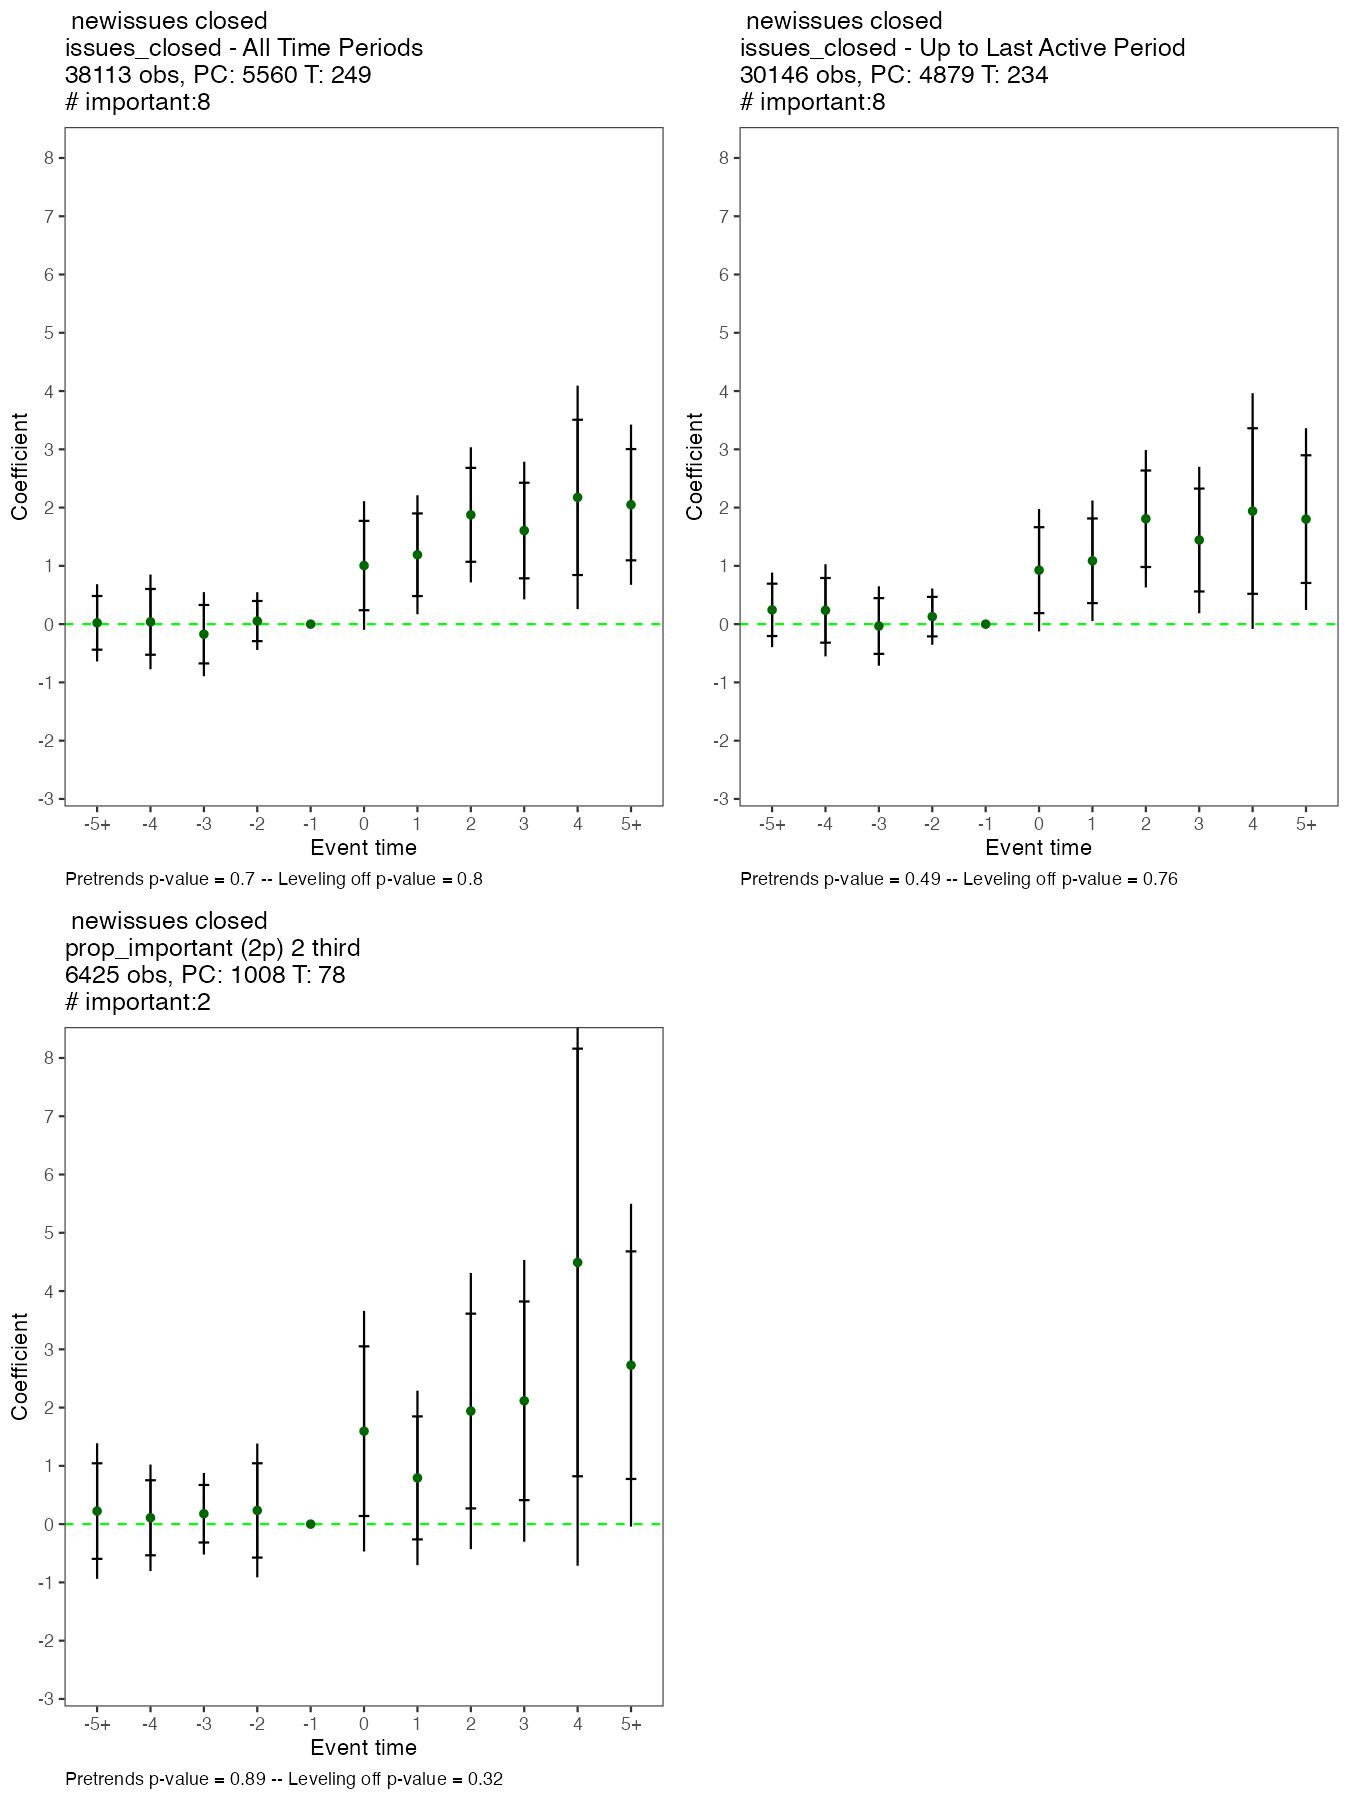 newissues closed
issues_closed - All Time Periods
38113 obs, PC: 5560 T: 249
# important:8
8
7
6
5
4
3
2
1
0
-1
-2
-3
Coefficient
-5+ -4 -3 -2 -1 0 1 2 3 4 5+
Event time
Pretrends p-value = 0.7 -- Leveling off p-value = 0.8
newissues closed
issues_closed - Up to Last Active Period
30146 obs, PC: 4879 T: 234
# important:8
8
7
6
5
4
3
2
1
0
-1
-2
-3
Coefficient
-5+ -4 -3 -2 -1 0 1 2 3 4 5+
Event time
Pretrends p-value = 0.49 -- Leveling off p-value = 0.76
newissues closed
prop_important (2p) 2 third
6425 obs, PC: 1008 T: 78
# important:2
8
7
6
5
4
3
2
1
0
-1
-2
-3
Coefficient
-5+ -4 -3 -2 -1 0 1 2 3 4 5+
Event time
Pretrends p-value = 0.89 -- Leveling off p-value = 0.32